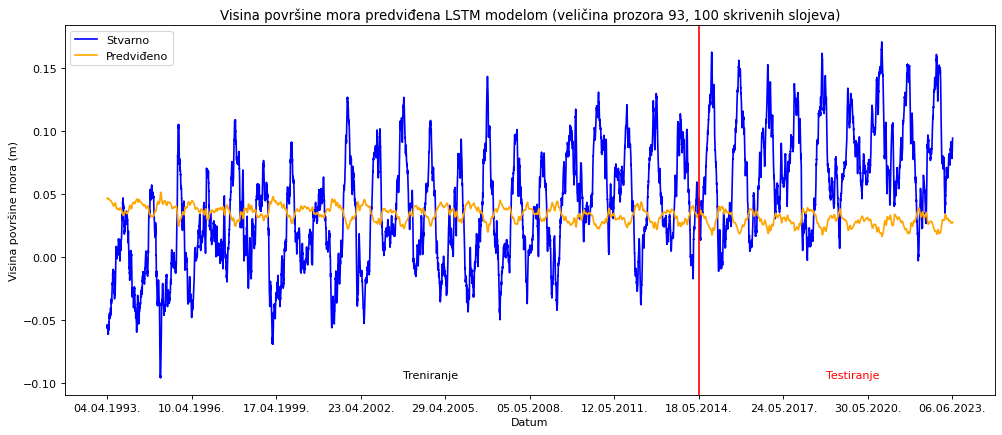 Visina površine mora predviđena LSTM modelom (veličina prozora 93, 100 skrivenih slojeva)
Stvarno
Predviđeno
Visina površine mora (m)
0.15
0.10
0.05
0.00
−0.05
−0.10
Treniranje
Testiranje
04.04.1993.
10.04.1996.
17.04.1999.
23.04.2002.
29.04.2005.
05.05.2008.
12.05.2011.
18.05.2014.
24.05.2017.
30.05.2020.
06.06.2023.
Datum